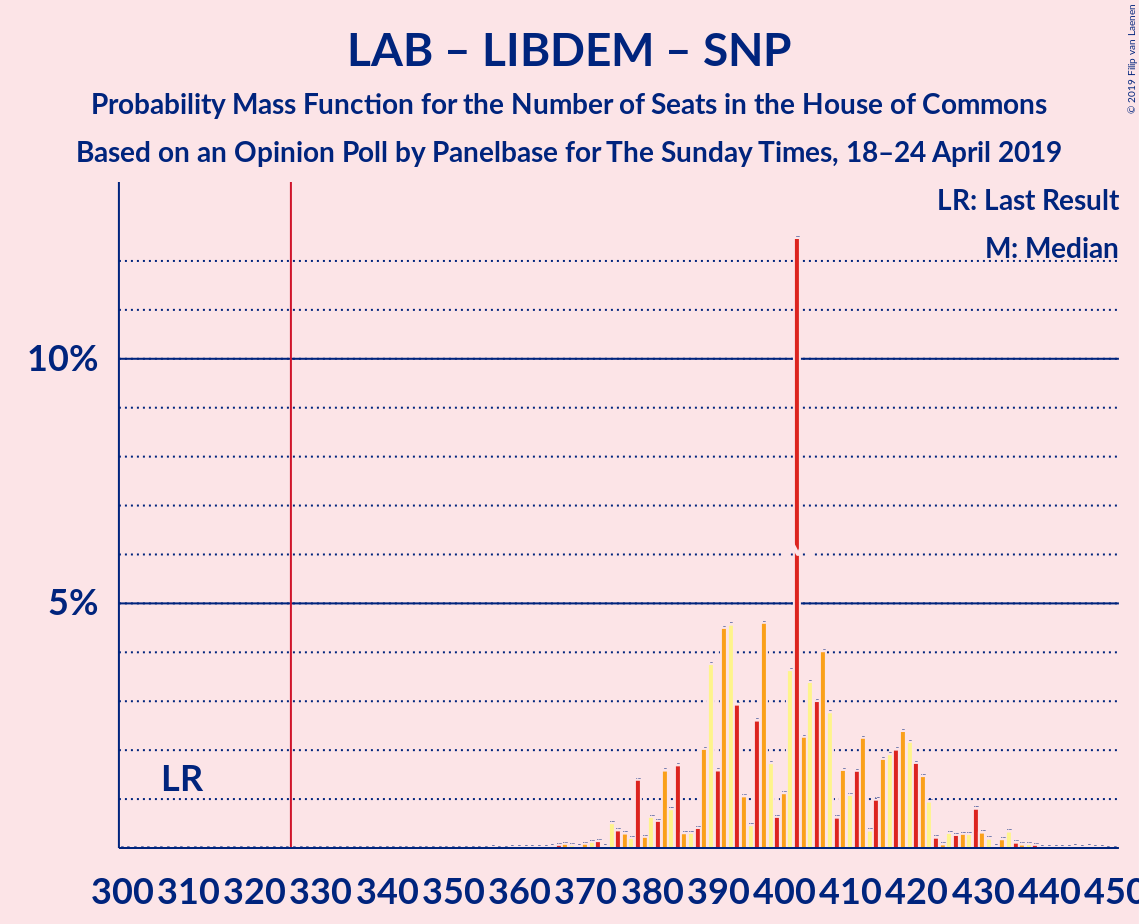 LAB – LIBDEM – SNP
Probability Mass Function for the Number of Seats in the House of Commons
Based on an Opinion Poll by Panelbase for The Sunday Times, 18–24 April 2019
© 2019 Filip van Laenen
LR: Last Result
M: Median
10%
5%
LR
300 310 320 330 340 350 360 370 380 390 400 410 420 430 440 450